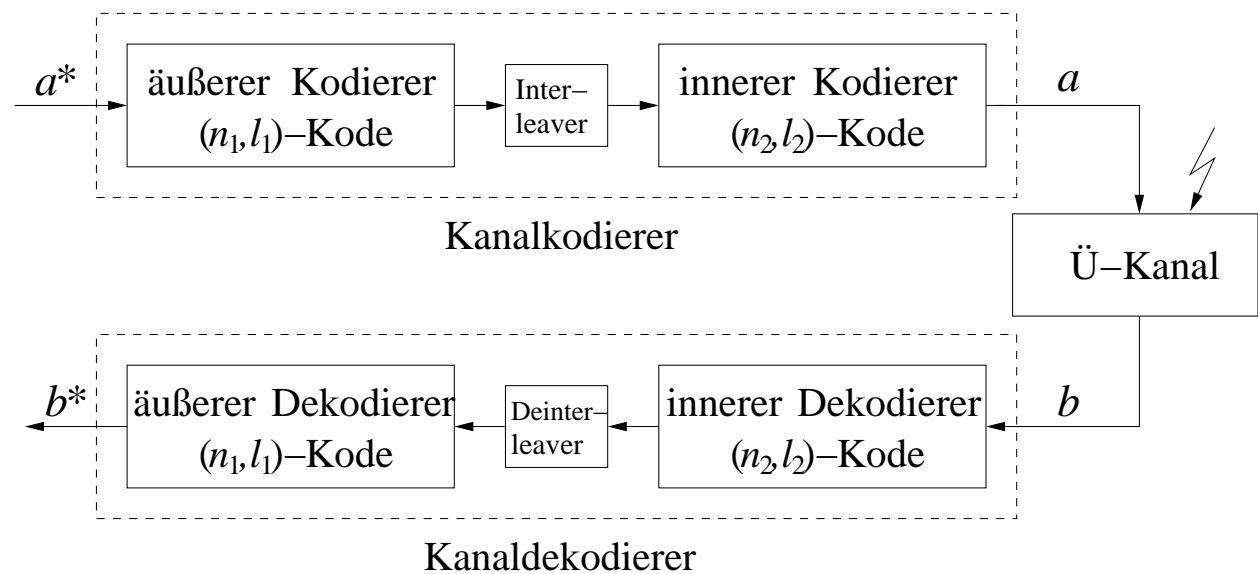 a*
äußerer Kodierer
(n₁,l₁)–Kode
Inter–
leaver
innerer Kodierer
(n₂,l₂)–Kode
a
Kanalkodierer
Ü–Kanal
b*
äußerer Dekodierer
(n₁,l₁)–Kode
Deinter–
leaver
innerer Dekodierer
(n₂,l₂)–Kode
b
Kanaldekodierer